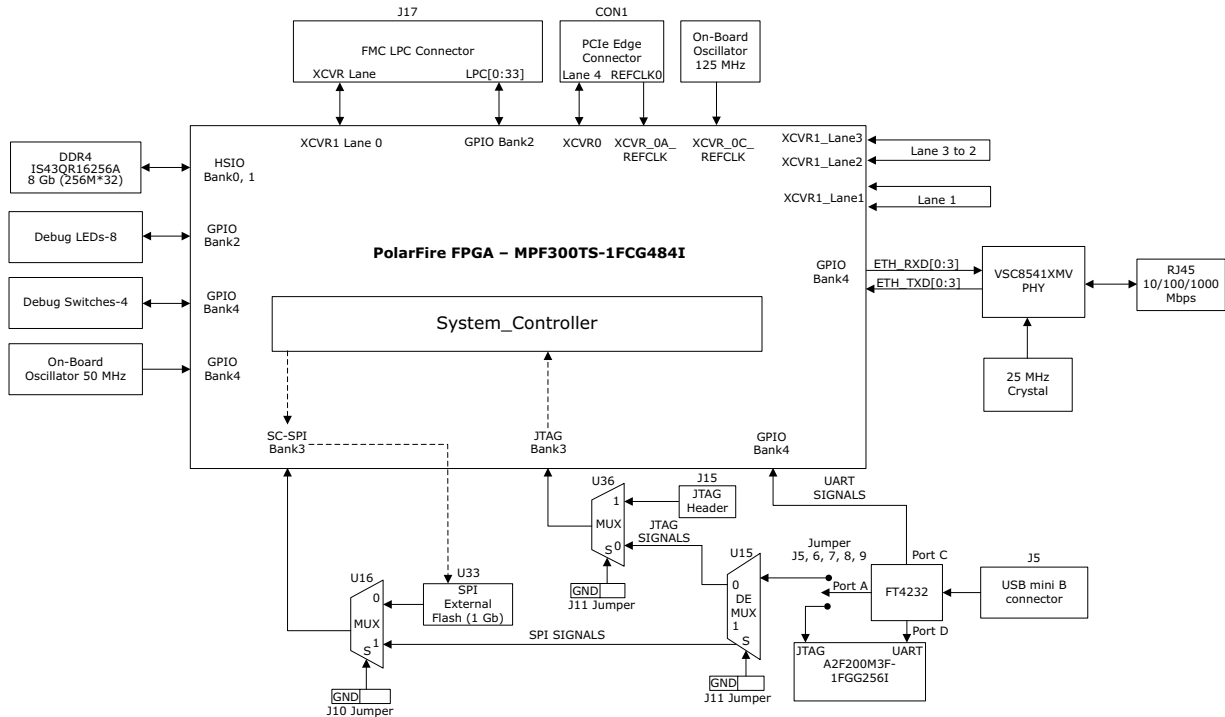 J17
CON1
FMC LPC Connector
XCVR Lane
LPC[0:33]
PCIe Edge
Connector
Lane 4
REFCLK0
On-Board
Oscillator
125 MHz
XCVR1 Lane 0
GPIO Bank2
XCVR0
XCVR_0A_
REFCLK
XCVR_0C_
REFCLK
XCVR1_Lane3
XCVR1_Lane2
Lane 3 to 2
XCVR1_Lane1
Lane 1
DDR4
IS43QR16256A
8 Gb (256M*32)
HSIO
Bank0, 1
Debug LEDs-8
GPIO
Bank2
Debug Switches-4
GPIO
Bank4
On-Board
Oscillator 50 MHz
GPIO
Bank4
PolarFire FPGA – MPF300TS-1FCG484I
System_Controller
GPIO
Bank4
ETH_RXD[0:3]
ETH_TXD[0:3]
VSC8541XMV
PHY
RJ45
10/100/1000
Mbps
25 MHz
Crystal
SC-SPI
Bank3
JTAG
Bank3
GPIO
Bank4
U36
1
MUX
S
0
J15
JTAG
Header
JTAG
SIGNALS
UART
SIGNALS
GND
J11 Jumper
U15
0
DE
MUX
1
S
Jumper
J5, 6, 7, 8, 9
Port C
Port A
FT4232
Port D
J5
USB mini B
connector
U16
0
MUX
1
S
U33
SPI
External
Flash (1 Gb)
SPI SIGNALS
JTAG
UART
A2F200M3F-
1FGG256I
GND
J10 Jumper
GND
J11 Jumper